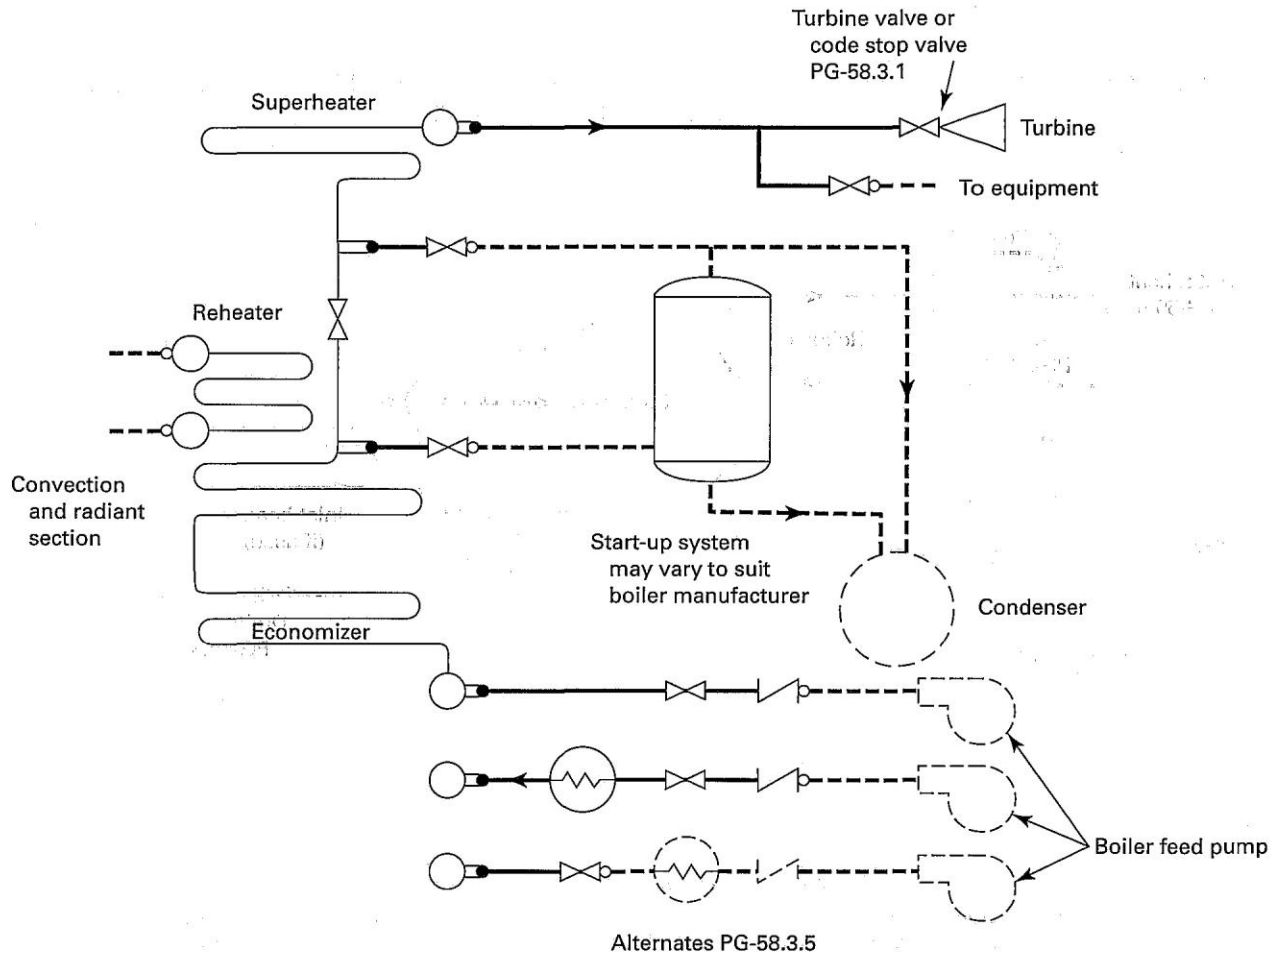 Turbine valve or
code stop valve
PG-58.3.1
Superheater
Turbine
To equipment
Reheater
Convection
and radiant
section
Start-up system
may vary to suit
boiler manufacturer
Condenser
Economizer
Boiler feed pump
Alternates PG-58.3.5